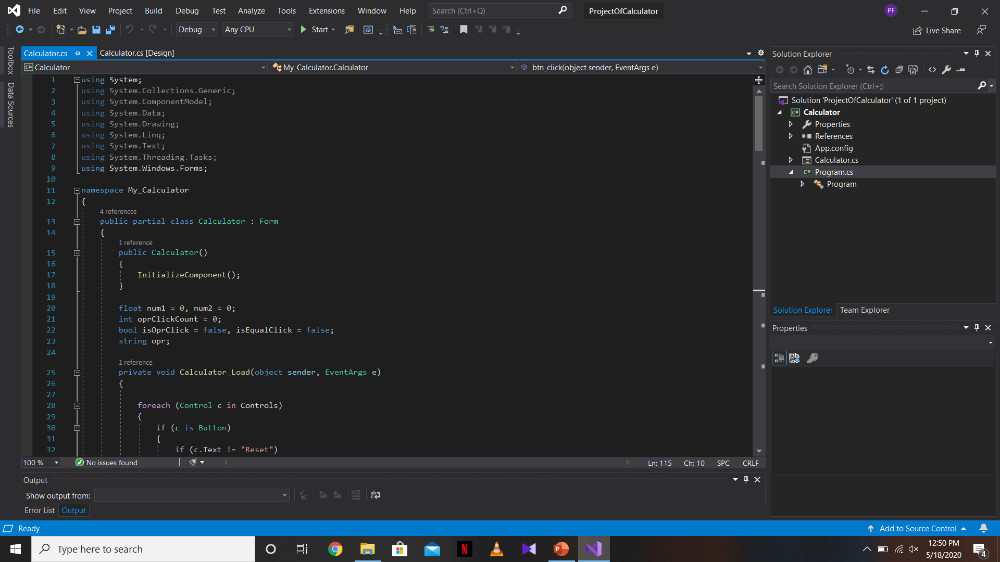 File Edit View Project Build Debug Test Analyze Tools Extensions Window Help Search (Ctrl+Q) ProjectOfCalculator PF
Debug Any CPU Start Live Share
Toolbox
Data Sources
Calculator.cs Calculator.cs [Design]
C# Calculator My_Calculator.Calculator btn_click(object sender, EventArgs e)
1 using System;
2 using System.Collections.Generic;
3 using System.ComponentModel;
4 using System.Data;
5 using System.Drawing;
6 using System.Linq;
7 using System.Text;
8 using System.Threading.Tasks;
9 using System.Windows.Forms;
10
11 namespace My_Calculator
12 {
4 references
13 public partial class Calculator : Form
14 {
1 reference
15 public Calculator()
16 {
17 InitializeComponent();
18 }
19
20 float num1 = 0, num2 = 0;
21 int oprClickCount = 0;
22 bool isOprClick = false, isEqualClick = false;
23 string opr;
24
1 reference
25 private void Calculator_Load(object sender, EventArgs e)
26 {
27
28 foreach (Control c in Controls)
29 {
30 if (c is Button)
31 {
32 if (c.Text != "Reset")
100 % No issues found Ln: 115 Ch: 10 SPC CRLF
Output
Show output from:
Error List Output
Solution Explorer
Search Solution Explorer (Ctrl+;)
Solution 'ProjectOfCalculator' (1 of 1 project)
C# Calculator
Properties
References
App.config
Calculator.cs
C# Program.cs
Program
Solution Explorer Team Explorer
Properties
Ready Add to Source Control
Type here to search
12:50 PM
5/18/2020
4